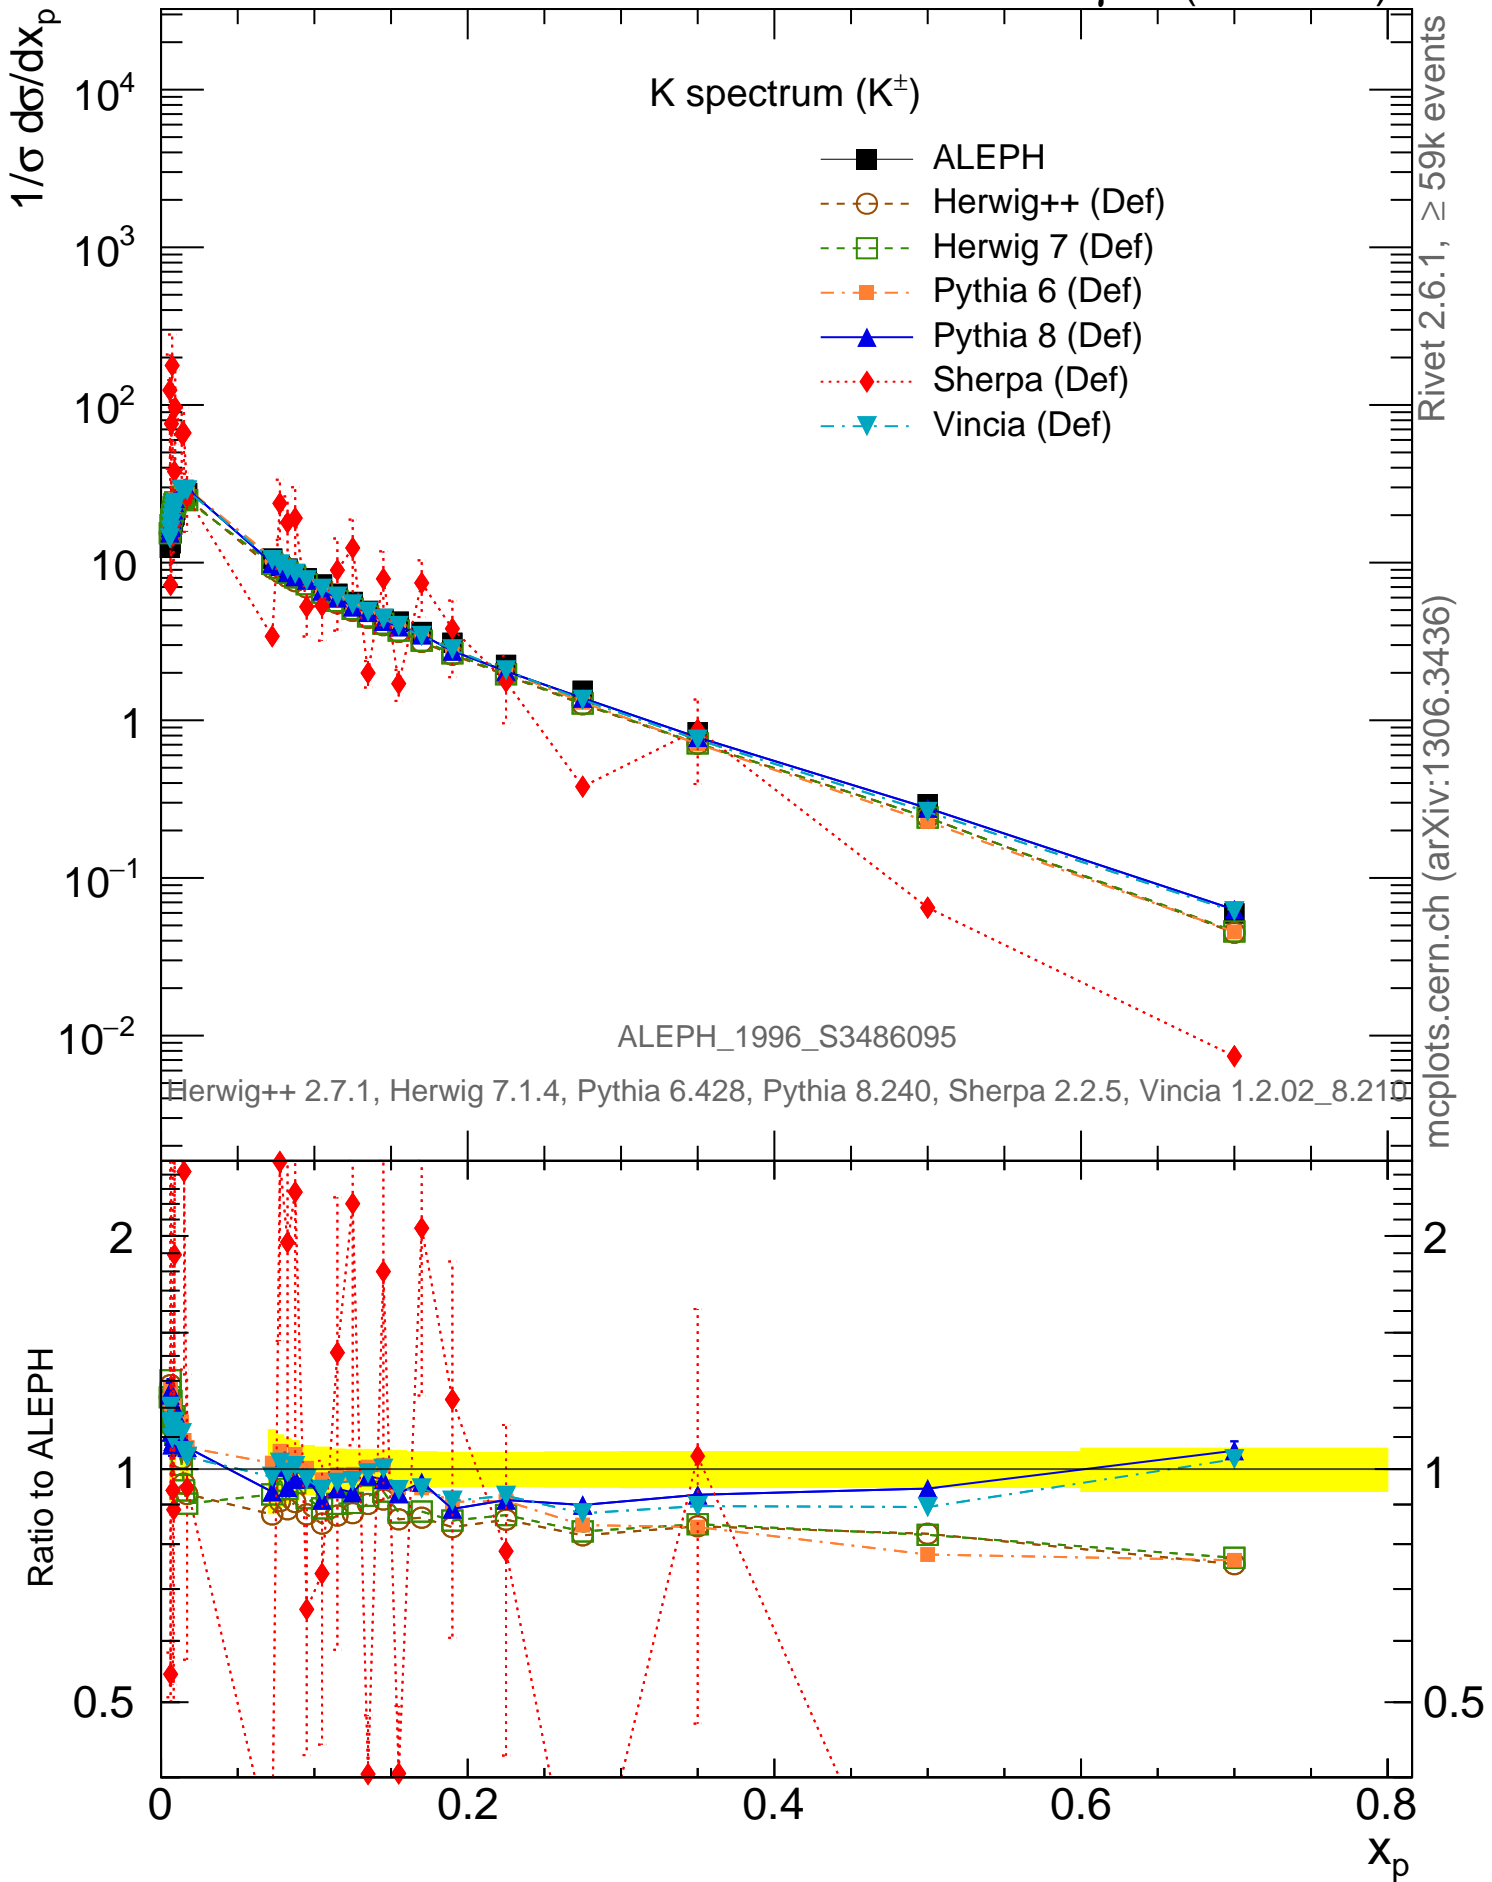 1/σ dσ/dx_p
K spectrum (K^±)
ALEPH
Herwig++ (Def)
Herwig 7 (Def)
Pythia 6 (Def)
Pythia 8 (Def)
Sherpa (Def)
Vincia (Def)
10^4
10^3
10^2
10
1
10^−1
10^−2
ALEPH_1996_S3486095
Herwig++ 2.7.1, Herwig 7.1.4, Pythia 6.428, Pythia 8.240, Sherpa 2.2.5, Vincia 1.2.02_8.210
Rivet 2.6.1, ≥ 59k events
mcplots.cern.ch (arXiv:1306.3436)
Ratio to ALEPH
2
1
0.5
2
1
0.5
0 0.2 0.4 0.6 0.8
x_p